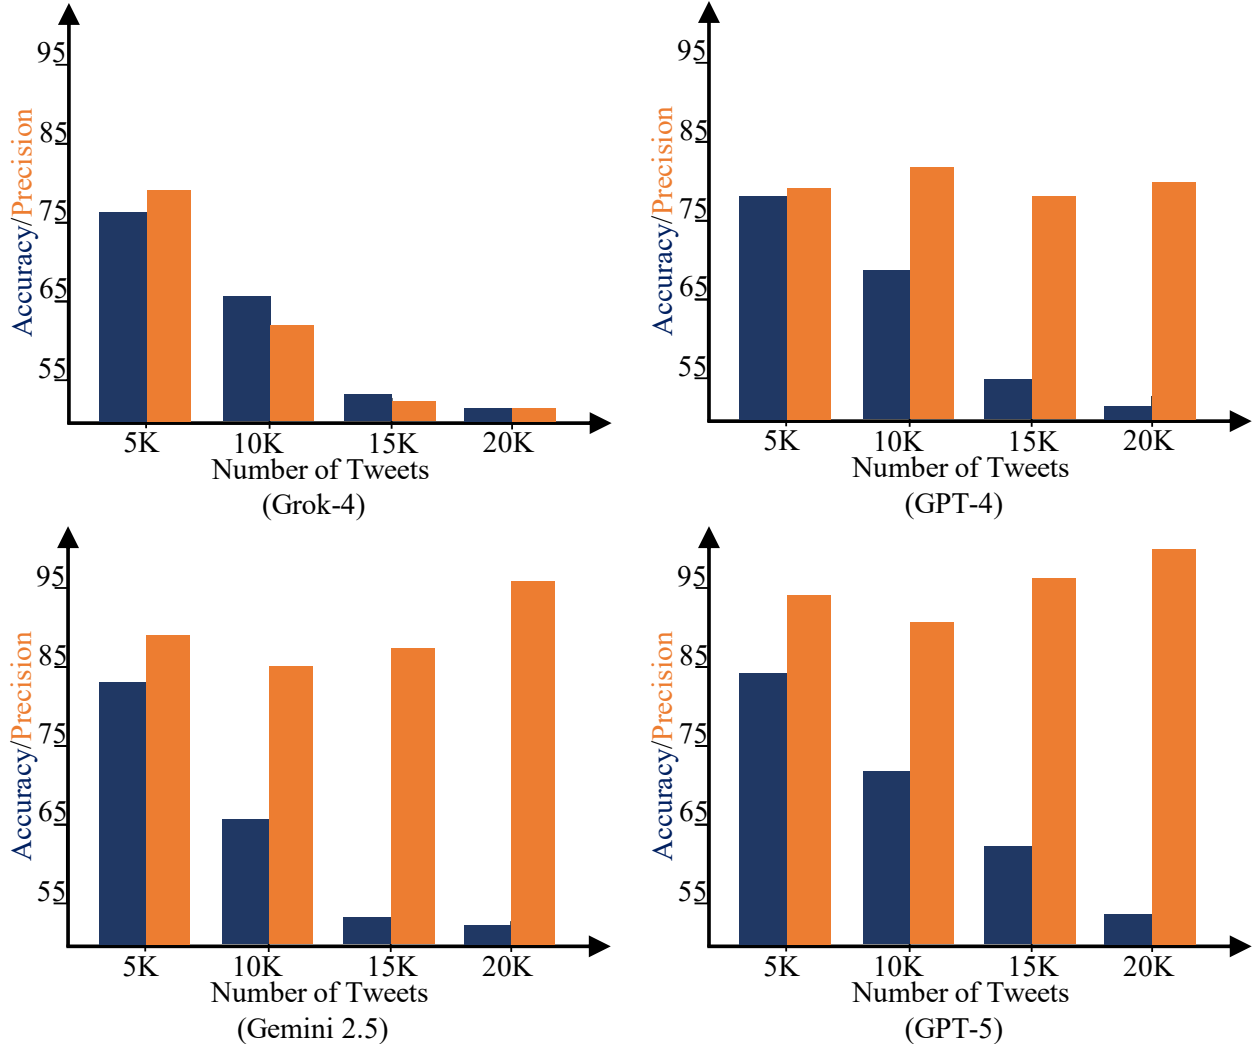 95
85
75
65
55
Accuracy/Precision
5K 10K 15K 20K
Number of Tweets
(Grok-4)
95
85
75
65
55
Accuracy/Precision
5K 10K 15K 20K
Number of Tweets
(GPT-4)
95
85
75
65
55
Accuracy/Precision
5K 10K 15K 20K
Number of Tweets
(Gemini 2.5)
95
85
75
65
55
Accuracy/Precision
5K 10K 15K 20K
Number of Tweets
(GPT-5)